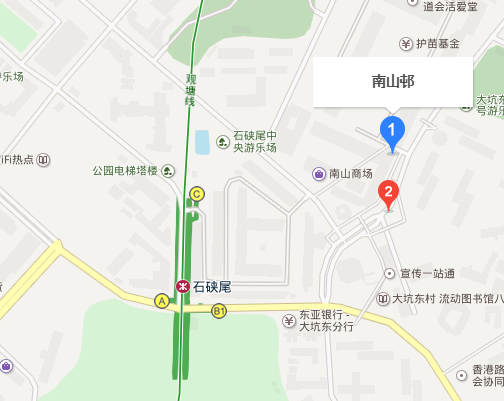 道会活爱堂
护苗基金
南山邨
观
塘
线
乐场
大坑东
号游乐
1
石硖尾中
央游乐场
iFi热点
公园电梯塔楼
南山商场
2
C
宣传一站通
石硖尾
A
B1
大坑东村 流动图书馆八
东亚银行-
大坑东分行
香港路
会协同